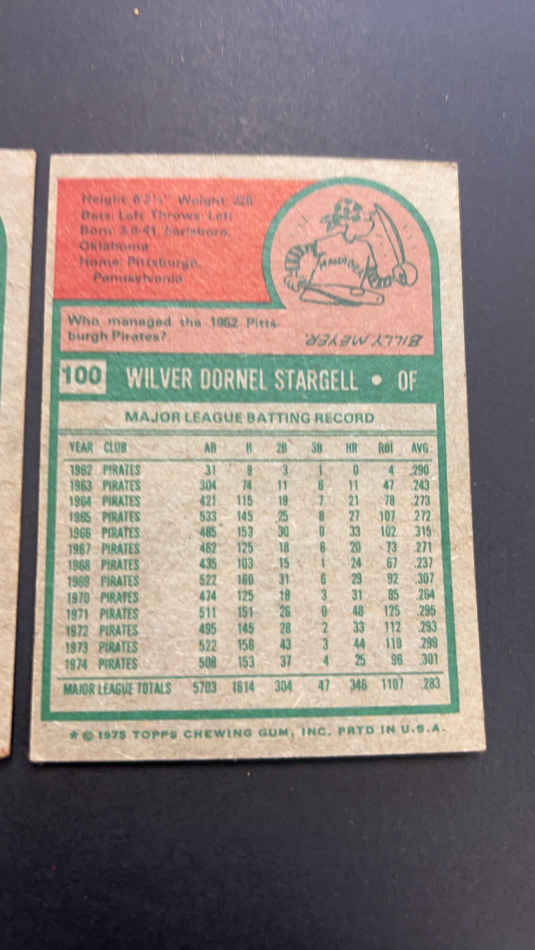 Height 6'2½" Weight 225
Bats Left Throws Left
Born 3-6-41, Earlsboro,
Oklahoma
Home Pittsburgh,
Pennsylvania
Who managed the 1952 Pitts-
burgh Pirates?
BILLY MEYER.
100 WILVER DORNEL STARGELL • OF
MAJOR LEAGUE BATTING RECORD
YEAR CLUB AB H 2B 3B HR RBI AVG.
1962 PIRATES 31 9 3 1 0 4 .290
1963 PIRATES 304 74 11 6 11 47 .243
1964 PIRATES 421 115 19 7 21 78 .273
1965 PIRATES 533 145 25 8 27 107 .272
1966 PIRATES 485 153 30 0 33 102 .315
1967 PIRATES 462 125 18 6 20 73 .271
1968 PIRATES 435 103 15 1 24 67 .237
1969 PIRATES 522 160 31 6 29 92 .307
1970 PIRATES 474 125 18 3 31 85 .264
1971 PIRATES 511 151 26 0 48 125 .295
1972 PIRATES 495 145 28 2 33 112 .293
1973 PIRATES 522 156 43 3 44 119 .299
1974 PIRATES 508 153 37 4 25 96 .301
MAJOR LEAGUE TOTALS 5703 1614 304 47 346 1107 .283
* © 1975 TOPPS CHEWING GUM, INC. PRTD IN U.S.A.